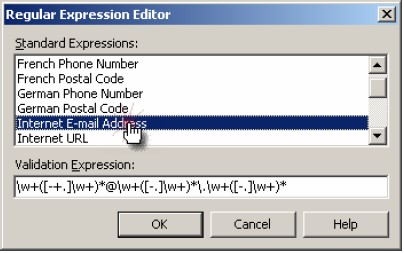 Regular Expression Editor
Standard Expressions:
French Phone Number
French Postal Code
German Phone Number
German Postal Code
Internet E-mail Address
Internet URL
Validation Expression:
\w+([-+.]\w+)*@\w+([-.]\w+)*\.\w+([-.]\w+)*
OK Cancel Help